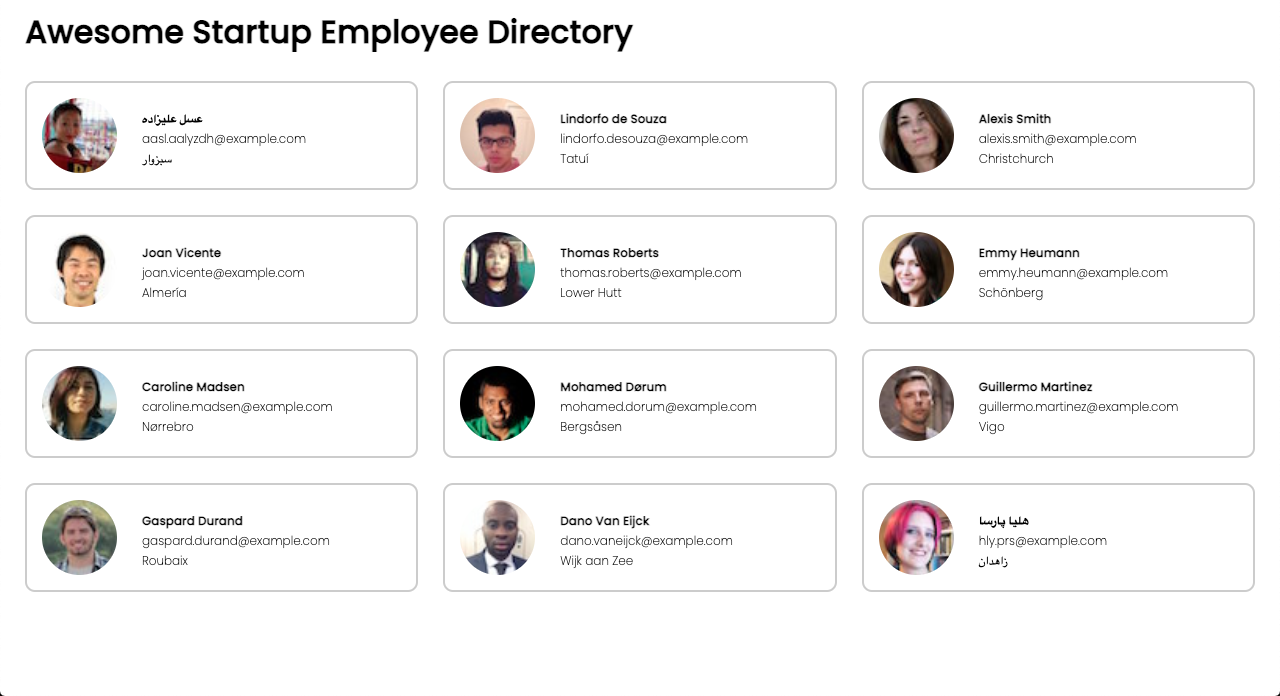 Awesome Startup Employee Directory
عسل علیزاده
aasl.aalyzdh@example.com
سبزوار
Lindorfo de Souza
lindorfo.desouza@example.com
Tatuí
Alexis Smith
alexis.smith@example.com
Christchurch
Joan Vicente
joan.vicente@example.com
Almería
Thomas Roberts
thomas.roberts@example.com
Lower Hutt
Emmy Heumann
emmy.heumann@example.com
Schönberg
Caroline Madsen
caroline.madsen@example.com
Nørrebro
Mohamed Dørum
mohamed.dorum@example.com
Bergsåsen
Guillermo Martinez
guillermo.martinez@example.com
Vigo
Gaspard Durand
gaspard.durand@example.com
Roubaix
Dano Van Eijck
dano.vaneijck@example.com
Wijk aan Zee
هلیا پارسا
hly.prs@example.com
زاهدان